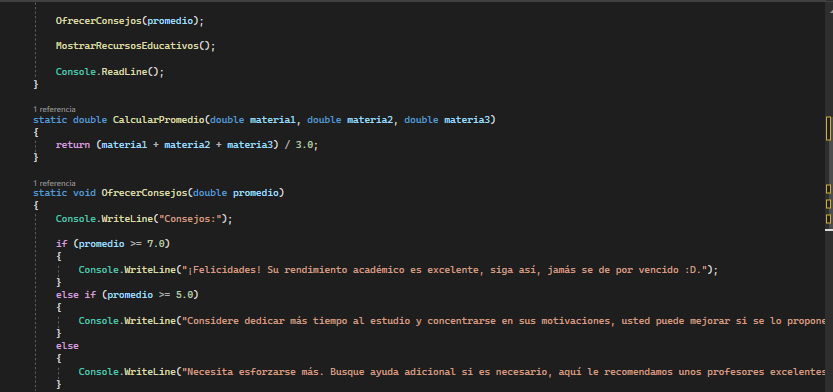 OfrecerConsejos(promedio);
MostrarRecursosEducativos();
Console.ReadLine();
}
1 referencia
static double CalcularPromedio(double materia1, double materia2, double materia3)
{
return (materia1 + materia2 + materia3) / 3.0;
}
1 referencia
static void OfrecerConsejos(double promedio)
{
Console.WriteLine("Consejos:");
if (promedio >= 7.0)
{
Console.WriteLine("¡Felicidades! Su rendimiento académico es excelente, siga así, jamás se de por vencido :D.");
}
else if (promedio >= 5.0)
{
Console.WriteLine("Considere dedicar más tiempo al estudio y concentrarse en sus motivaciones, usted puede mejorar si se lo propone
}
else
{
Console.WriteLine("Necesita esforzarse más. Busque ayuda adicional si es necesario, aquí le recomendamos unos profesores excelentes
}